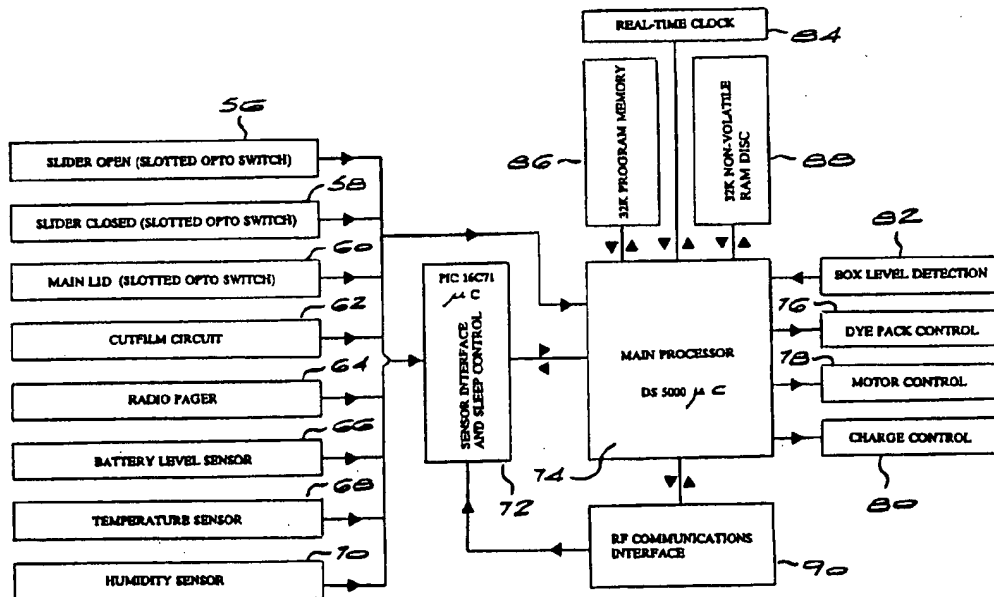 REAL-TIME CLOCK
84
56
SLIDER OPEN (SLOTTED OPTO SWITCH)
58
SLIDER CLOSED (SLOTTED OPTO SWITCH)
60
MAIN LID (SLOTTED OPTO SWITCH)
62
CUTFILM CIRCUIT
64
RADIO PAGER
66
BATTERY LEVEL SENSOR
68
TEMPERATURE SENSOR
70
HUMIDITY SENSOR
PIC 16C71
μC
SENSOR INTERFACE
AND SLEEP CONTROL
72
86
32K PROGRAM MEMORY
32K NON-VOLATILE
RAM DISC
88
MAIN PROCESSOR
DS 5000 μC
74
82
BOX LEVEL DETECTION
76
DYE PACK CONTROL
78
MOTOR CONTROL
CHARGE CONTROL
80
RF COMMUNICATIONS
INTERFACE
90